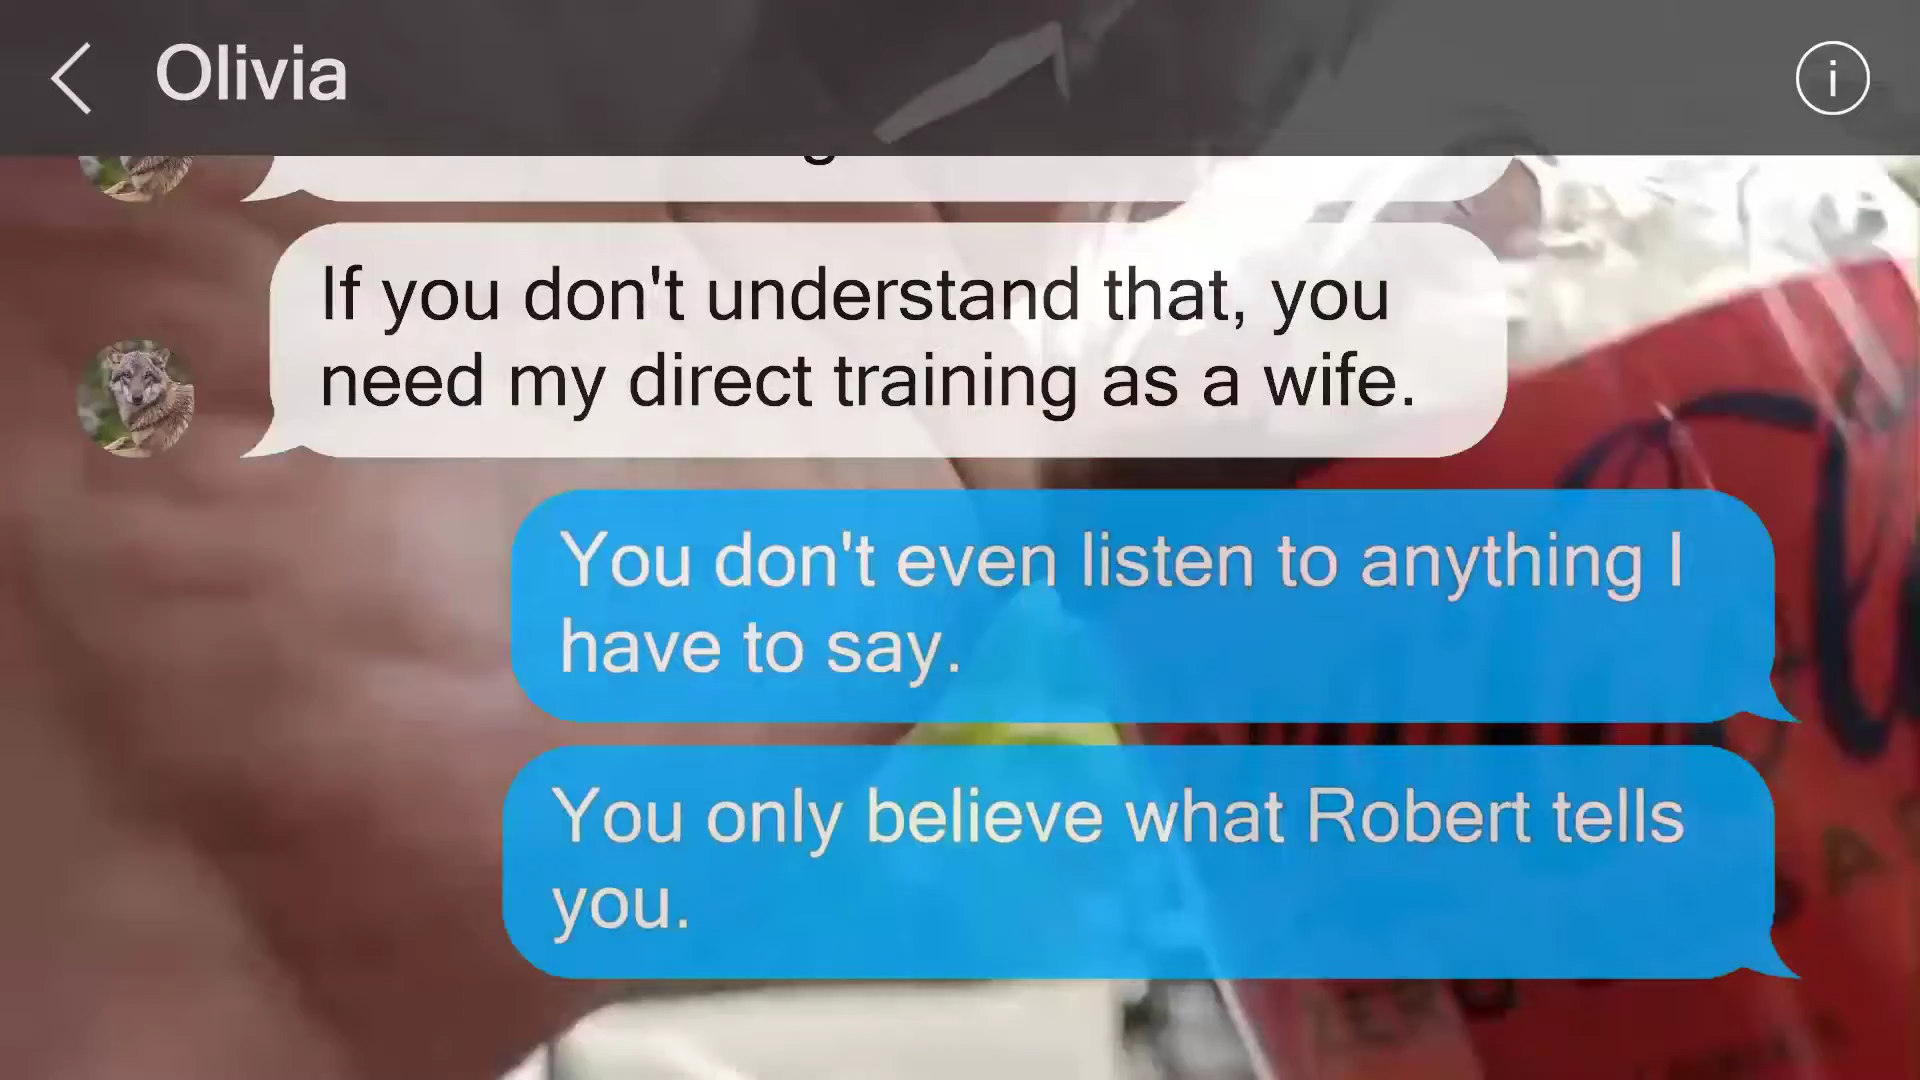 Olivia
i
If you don't understand that, you
need my direct training as a wife.
You don't even listen to anything I
have to say.
You only believe what Robert tells
you.